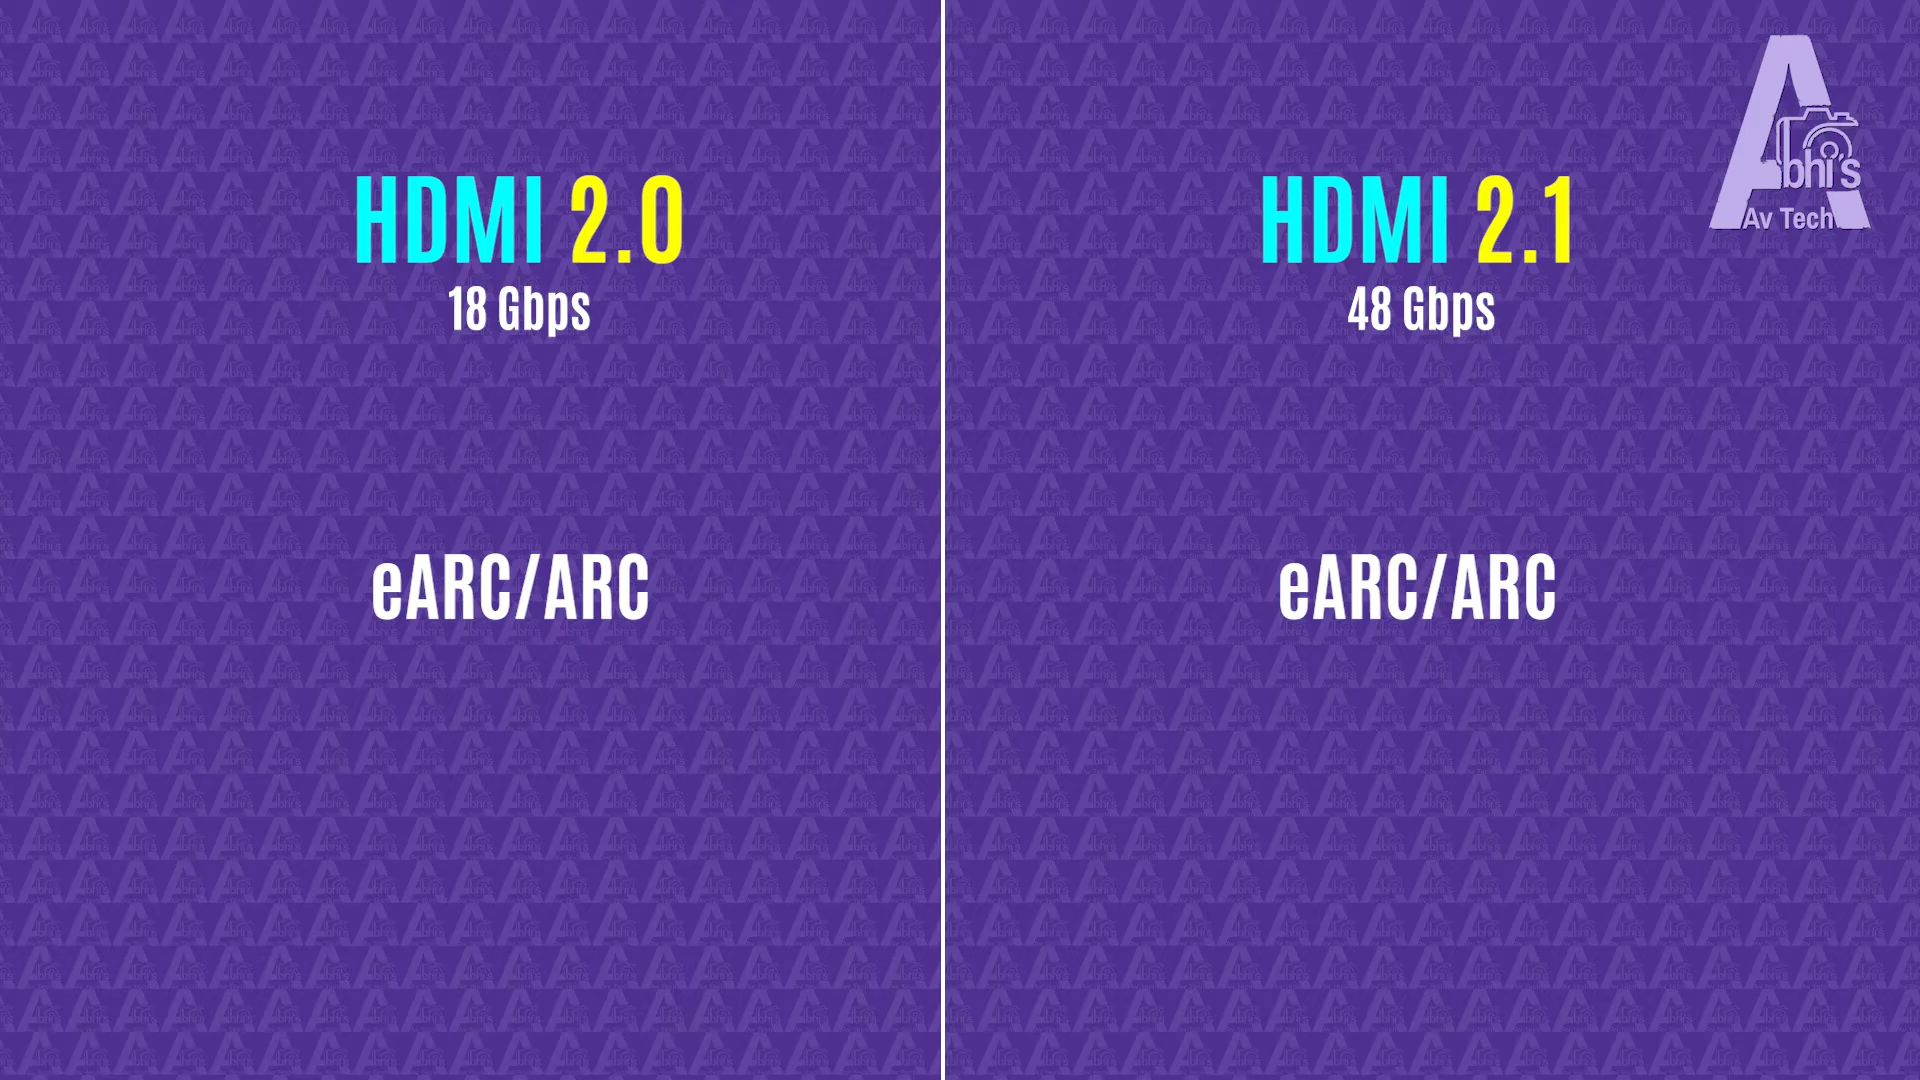 HDMI 2.0
18 Gbps
eARC/ARC
HDMI 2.1
48 Gbps
eARC/ARC
Abhi's
Av Tech